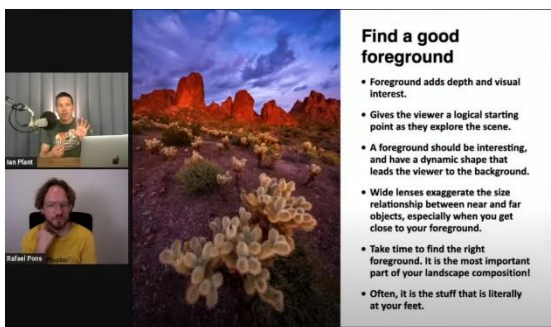 Find a good
foreground
• Foreground adds depth and visual
interest.
• Gives the viewer a logical starting
point as they explore the scene.
• A foreground should be interesting,
and have a dynamic shape that
leads the viewer to the background.
• Wide lenses exaggerate the size
relationship between near and far
objects, especially when you get
close to your foreground.
• Take time to find the right
foreground. It is the most important
part of your landscape composition!
• Often, it is the stuff that is literally
at your feet.
Ian Plant
Rafael Pons